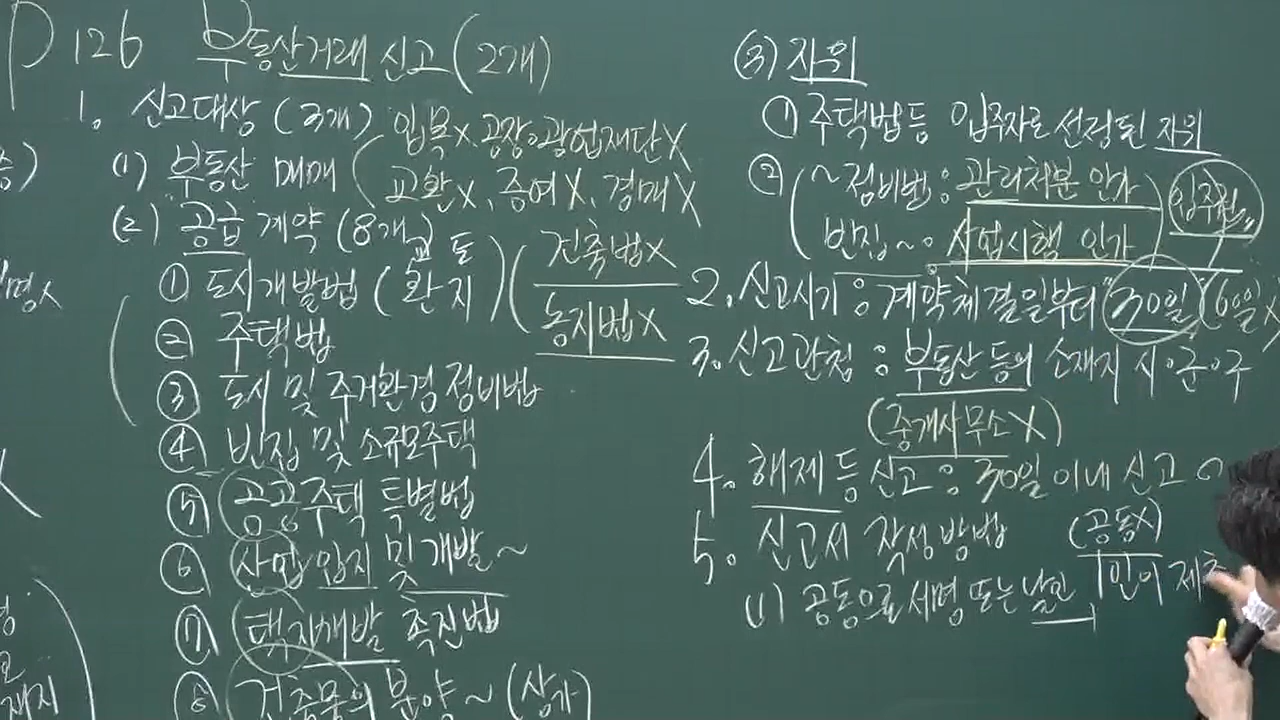 P 126 부동산거래 신고 (2개)
1. 신고대상 (3개) 입목X 공장·광업재단X
(1) 부동산 매매 ( 교환X, 증여X, 경매X
(2) 공급 계약 (8개)
① 도시개발법 (환지) (건축법X
농지법X
② 주택법
③ 도시 및 주거환경 정비법
④ 빈집 및 소규모주택
⑤ 공공주택 특별법
⑥ 산업입지 및 개발~
⑦ 택지개발 촉진법
⑧ 건축물의 분양~ (상가)
(3) 지위
① 주택법등 입주자로 선정된 지위
② (~정비법: 관리처분 인가)
빈집~: 사업시행 인가
2. 신고시기: 계약체결일부터 30일 (60일X
3. 신고관청: 부동산 등의 소재지 시·군·구
(중개사무소X)
4. 해제등 신고: 30일 이내 신고 O
5. 신고서 작성방법 (공동X)
(1) 공동으로 서명 또는 날인 1인이